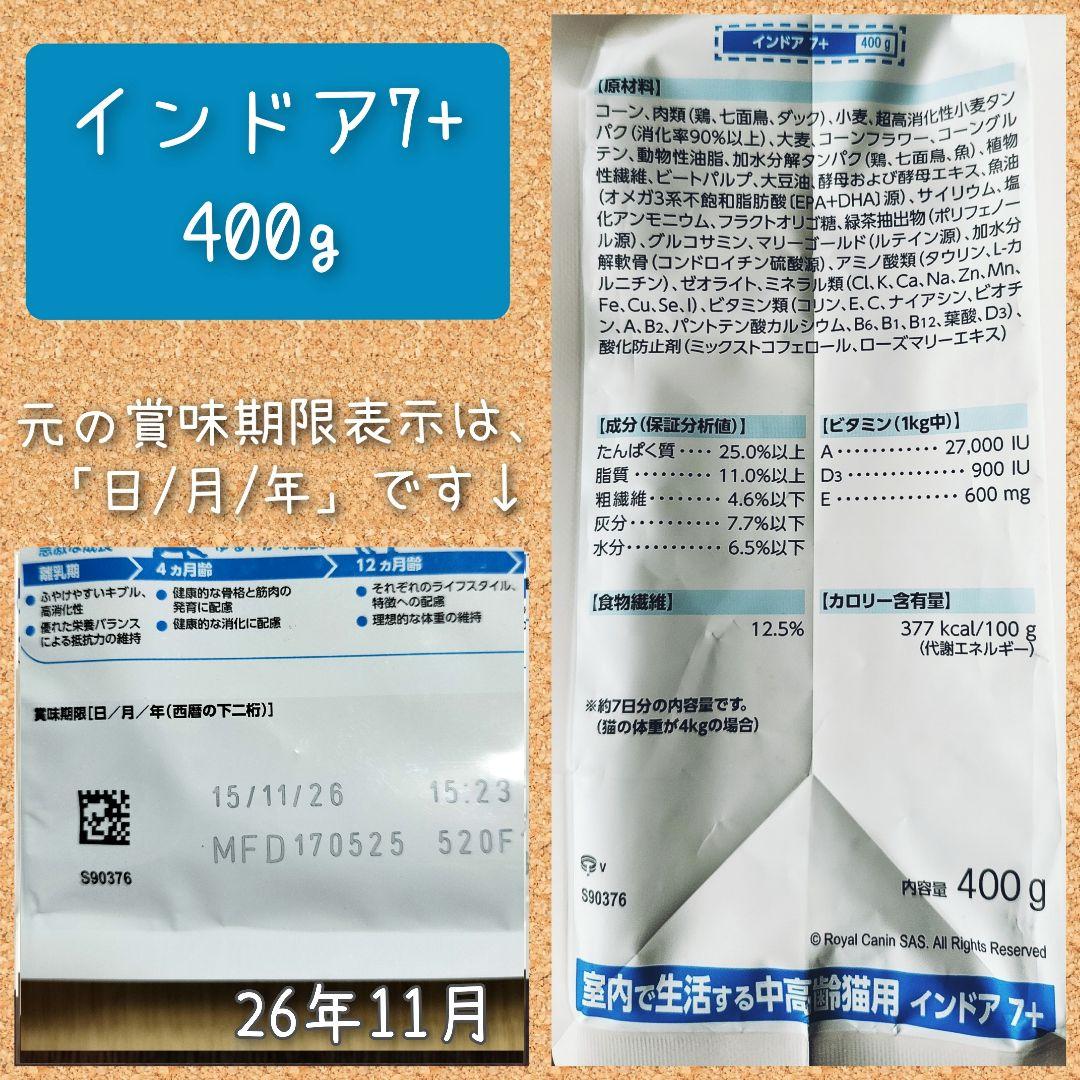 インドア7+
400g
元の賞味期限表示は、
「日/月/年」です↓
離乳期
4ヵ月齢
12ヵ月齢
ふやけやすいキブル、
高消化性
優れた栄養バランス
による抵抗力の維持
健康的な骨格と筋肉の
発育に配慮
健康的な消化に配慮
それぞれのライフスタイル、
特徴への配慮
理想的な体重の維持
賞味期限[日/月/年(西暦の下二桁)]
15/11/26 15:23
MFD170525 520F
S90376
26年11月
インドア 7+ 400g
【原材料】
コーン、肉類(鶏、七面鳥、ダック)、小麦、超高消化性小麦タン
パク(消化率90%以上)、大麦、コーンフラワー、コーングル
テン、動物性油脂、加水分解タンパク(鶏、七面鳥、魚)、植物
性繊維、ビートパルプ、大豆油、酵母および酵母エキス、魚油
(オメガ3系不飽和脂肪酸〔EPA+DHA〕源)、サイリウム、塩
化アンモニウム、フラクトオリゴ糖、緑茶抽出物(ポリフェノー
ル源)、グルコサミン、マリーゴールド(ルテイン源)、加水分
解軟骨(コンドロイチン硫酸源)、アミノ酸類(タウリン、L-カ
ルニチン)、ゼオライト、ミネラル類(Cl、K、Ca、Na、Zn、Mn、
Fe、Cu、Se、I)、ビタミン類(コリン、E、C、ナイアシン、ビオチ
ン、A、B2、パントテン酸カルシウム、B6、B1、B12、葉酸、D3)、
酸化防止剤(ミックストコフェロール、ローズマリーエキス)
【成分(保証分析値)】
たんぱく質‥‥25.0%以上
脂質‥‥‥‥‥11.0%以上
粗繊維‥‥‥‥4.6%以下
灰分‥‥‥‥‥7.7%以下
水分‥‥‥‥‥6.5%以下
【ビタミン(1kg中)】
A‥‥‥‥‥‥27,000 IU
D3‥‥‥‥‥‥900 IU
E‥‥‥‥‥‥600 mg
【食物繊維】
12.5%
【カロリー含有量】
377 kcal/100 g
(代謝エネルギー)
※約7日分の内容量です。
(猫の体重が4kgの場合)
V
S90376
内容量 400 g
© Royal Canin SAS. All Rights Reserved
室内で生活する中高齢猫用 インドア 7+